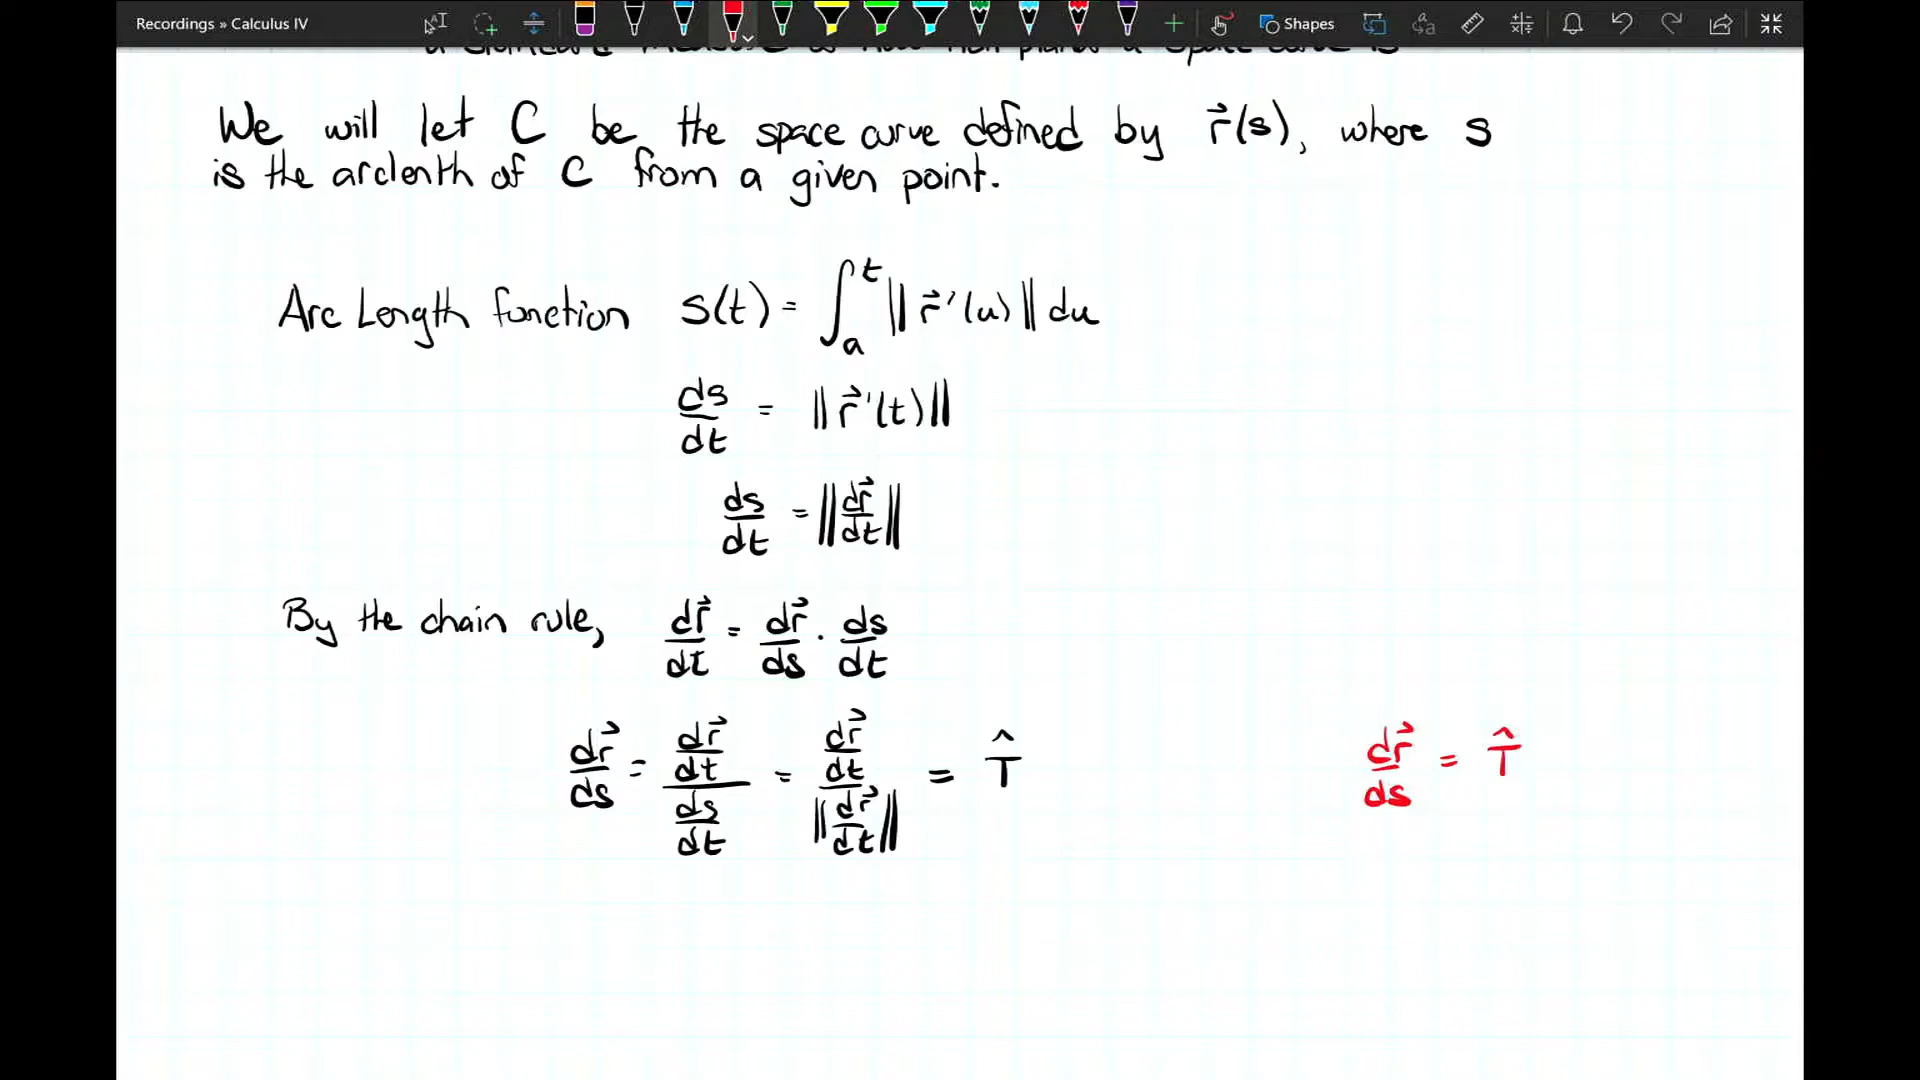 Recordings » Calculus IV
Shapes
We will let C be the space curve defined by r⃗(s), where s
is the arclenth of C from a given point.
Arc Length function s(t) = ∫ₐᵗ ‖r⃗'(u)‖ du
ds/dt = ‖r⃗'(t)‖
ds/dt = ‖dr⃗/dt‖
By the chain rule, dr⃗/dt = dr⃗/ds · ds/dt
dr⃗/ds = (dr⃗/dt)/(ds/dt) = (dr⃗/dt)/‖dr⃗/dt‖ = T̂
dr⃗/ds = T̂